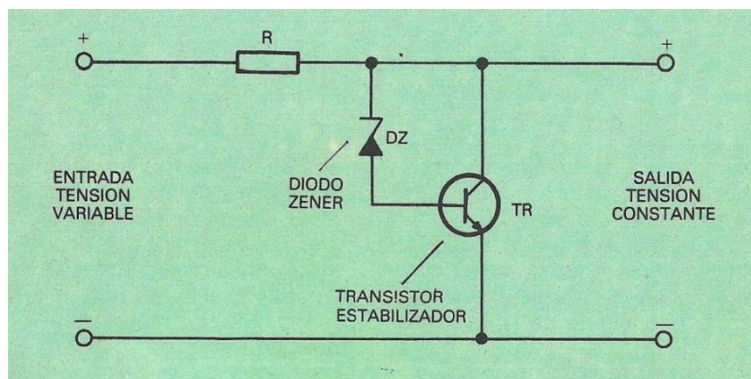 R
+
+
DZ
ENTRADA
TENSION
VARIABLE
DIODO
ZENER
SALIDA
TENSION
CONSTANTE
TR
TRANSISTOR
ESTABILIZADOR
–
–